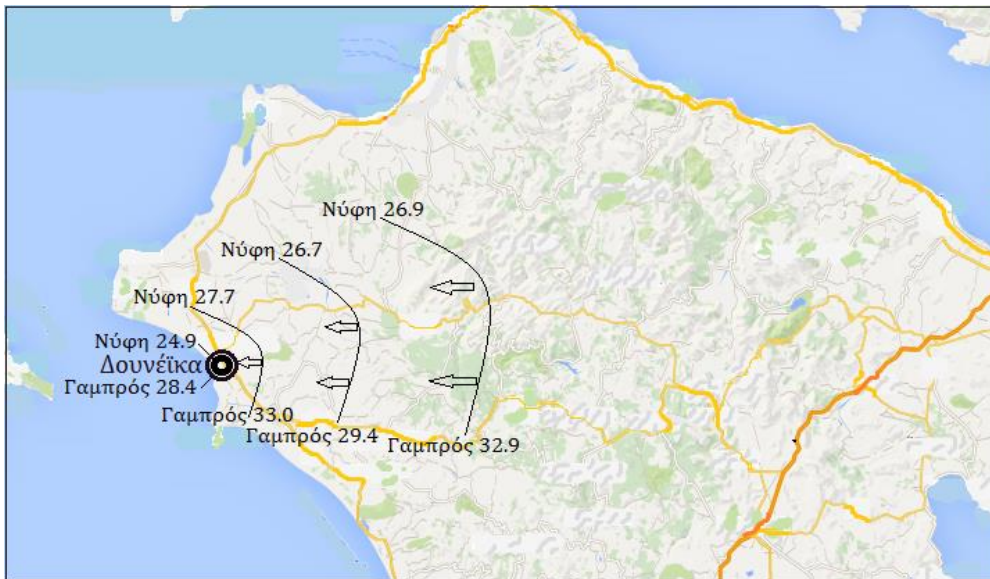 Νύφη 26.9
Νύφη 26.7
Νύφη 27.7
Νύφη 24.9
Δουνέϊκα
Γαμπρός 28.4
Γαμπρός 33.0
Γαμπρός 29.4
Γαμπρός 32.9